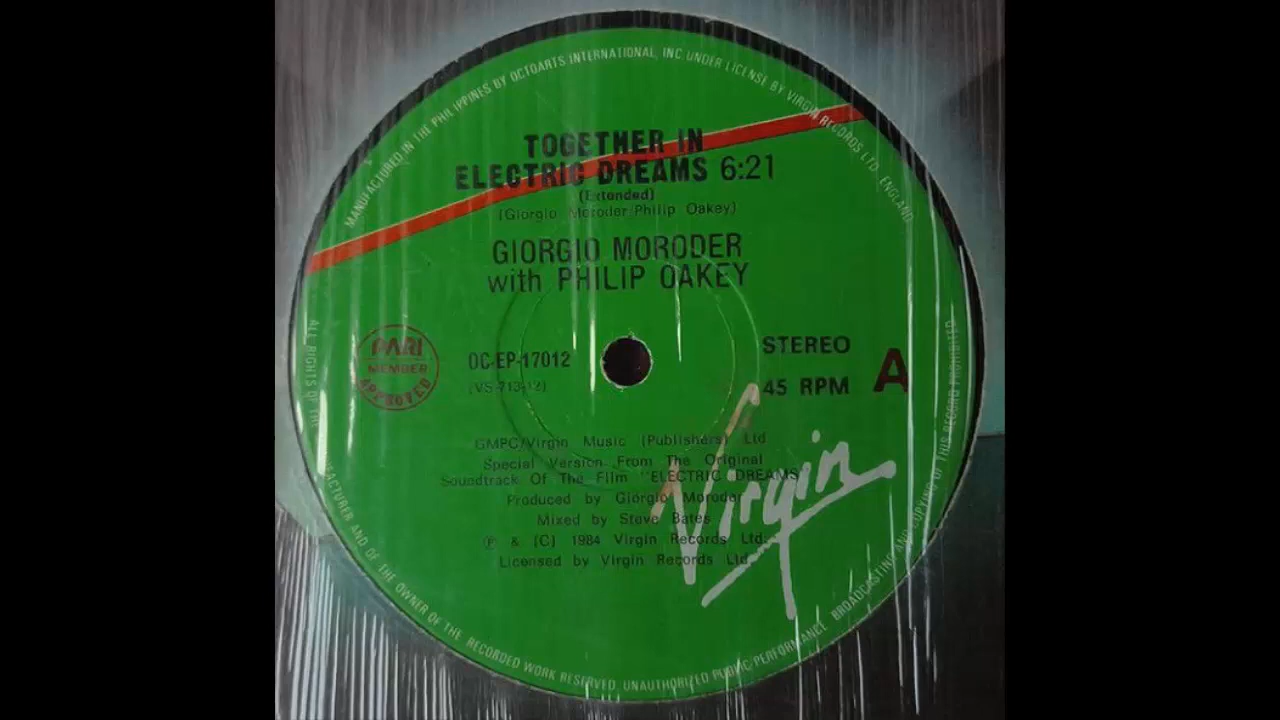 MANUFACTURED IN THE PHILIPPINES BY OCTOARTS INTERNATIONAL, INC UNDER LICENSE BY VIRGIN RECORDS LTD. ENGLAND
TOGETHER IN
ELECTRIC DREAMS 6:21
(Extended)
(Giorgio Moroder Philip Oakey)
GIORGIO MORODER
with PHILIP OAKEY
PARI
MEMBER
APPROVED
OC-EP-17012
(VS-713-12)
STEREO
45 RPM
A
GMPC/Virgin Music (Publishers) Ltd
Special Version From The Original
Soundtrack Of The Film "ELECTRIC DREAMS
Produced by Giorgio Moroder
Mixed by Steve Bates
℗ & (C) 1984 Virgin Records Ltd.
Licensed by Virgin Records Ltd.
Virgin
ALL RIGHTS OF THE MANUFACTURER AND OF THE OWNER OF THE RECORDED WORK RESERVED. UNAUTHORIZED PUBLIC PERFORMANCE BROADCASTING AND COPYING OF THIS RECORD PROHIBITED